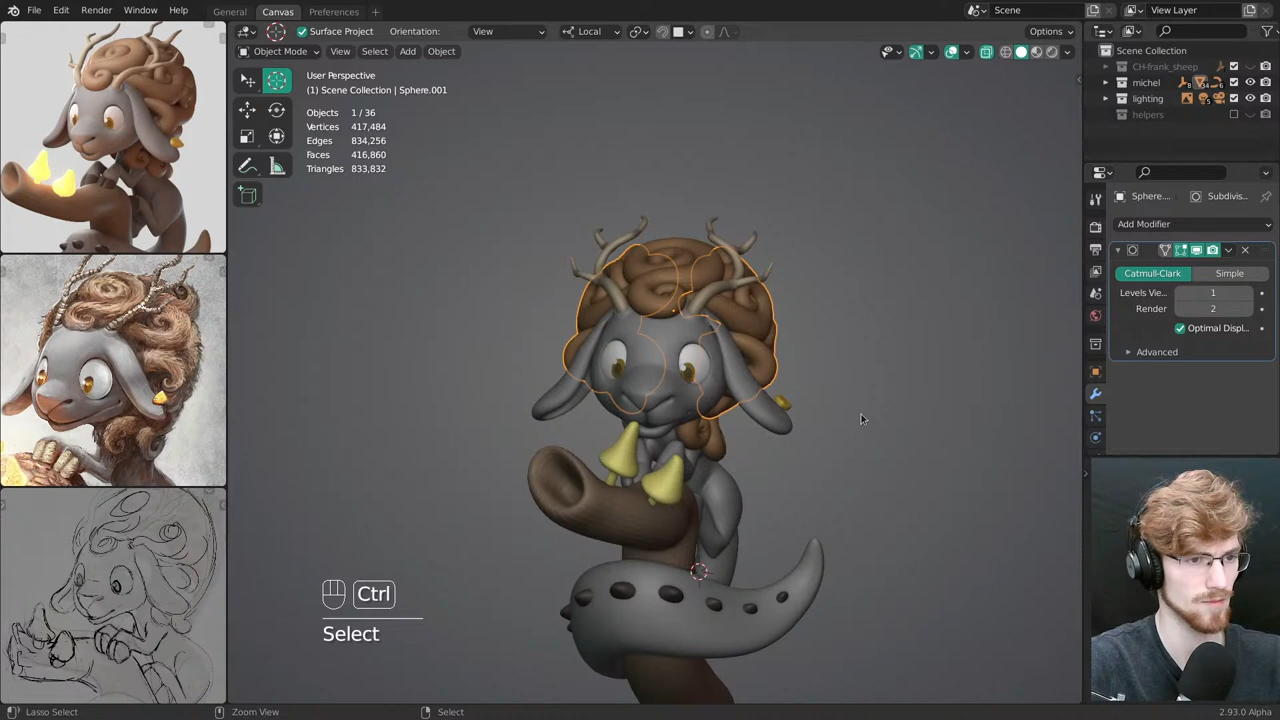 File Edit Render Window Help General Canvas Preferences + Scene View Layer
Surface Project Orientation: View Local Options
Object Mode View Select Add Object
User Perspective
(1) Scene Collection | Sphere.001
Objects 1 / 36
Vertices 417,484
Edges 834,256
Faces 416,860
Triangles 833,832
Scene Collection
CH-frank_sheep
michel
lighting
helpers
Sphere.... Subdivis...
Add Modifier
Catmull-Clark Simple
Levels Vie... 1
Render 2
Optimal Displ...
Advanced
Ctrl
Select
Lasso Select Zoom View Select 2.93.0 Alpha